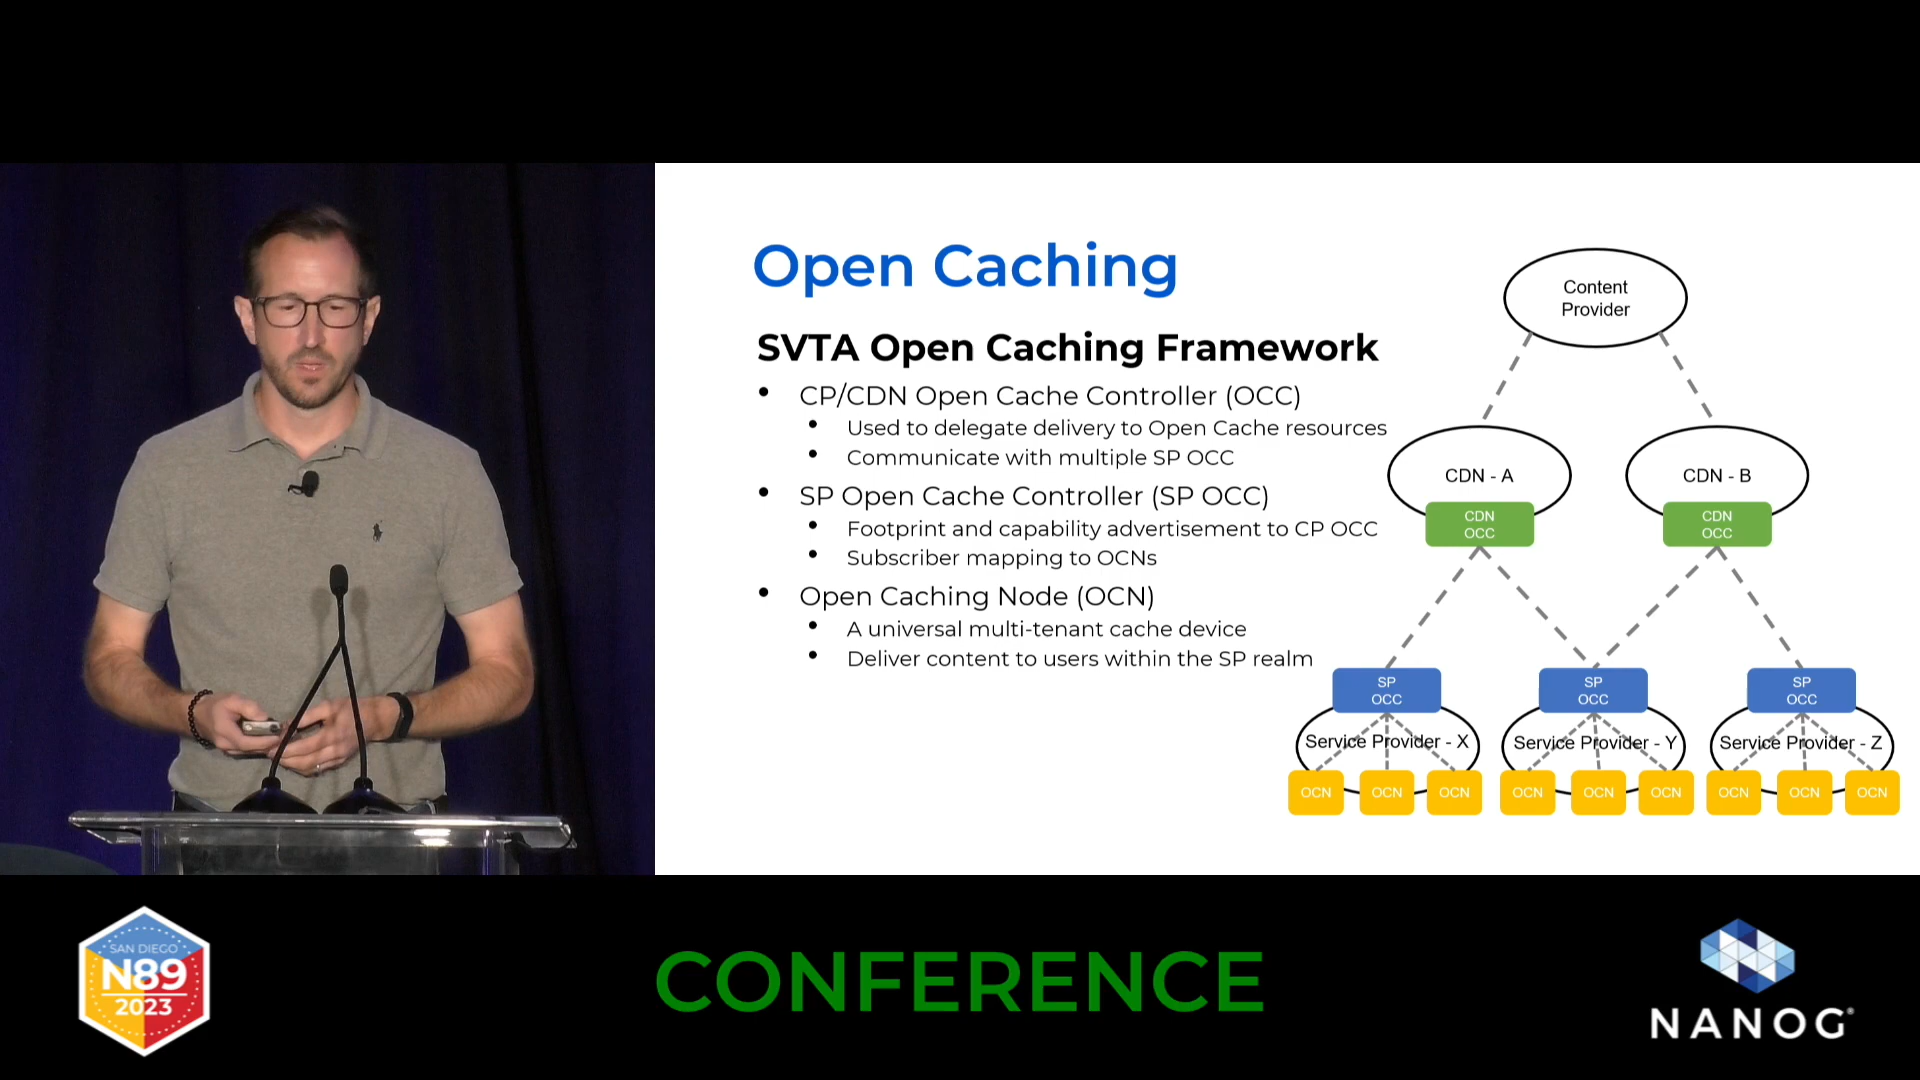 Open Caching
SVTA Open Caching Framework
• CP/CDN Open Cache Controller (OCC)
• Used to delegate delivery to Open Cache resources
• Communicate with multiple SP OCC
• SP Open Cache Controller (SP OCC)
• Footprint and capability advertisement to CP OCC
• Subscriber mapping to OCNs
• Open Caching Node (OCN)
• A universal multi-tenant cache device
• Deliver content to users within the SP realm
Content
Provider
CDN - A
CDN - B
CDN
OCC
CDN
OCC
SP
OCC
SP
OCC
SP
OCC
Service Provider - X
Service Provider - Y
Service Provider - Z
OCN
OCN
OCN
OCN
OCN
OCN
OCN
OCN
OCN
SAN DIEGO
N89
2023
CONFERENCE
NANOG®